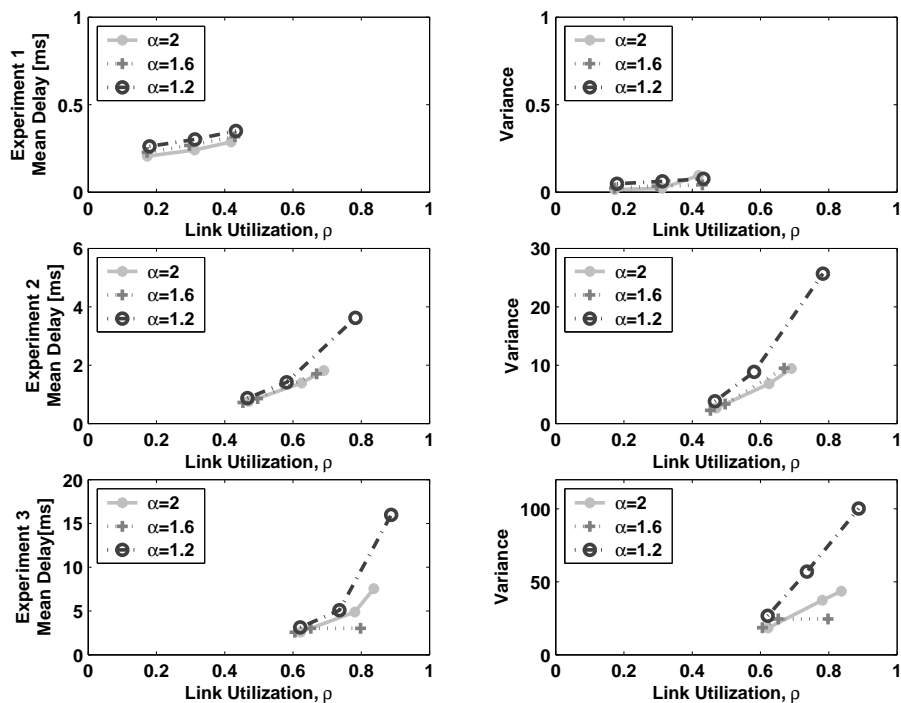 Experiment 1
Mean Delay [ms]
1
0.5
0
α=2
α=1.6
α=1.2
0 0.2 0.4 0.6 0.8 1
Link Utilization, ρ
Variance
1
0.5
0
α=2
α=1.6
α=1.2
0 0.2 0.4 0.6 0.8 1
Link Utilization, ρ
Experiment 2
Mean Delay [ms]
6
4
2
0
α=2
α=1.6
α=1.2
0 0.2 0.4 0.6 0.8 1
Link Utilization, ρ
Variance
30
20
10
0
α=2
α=1.6
α=1.2
0 0.2 0.4 0.6 0.8 1
Link Utilization, ρ
Experiment 3
Mean Delay[ms]
20
15
10
5
0
α=2
α=1.6
α=1.2
0 0.2 0.4 0.6 0.8 1
Link Utilization, ρ
Variance
100
50
0
α=2
α=1.6
α=1.2
0 0.2 0.4 0.6 0.8 1
Link Utilization, ρ